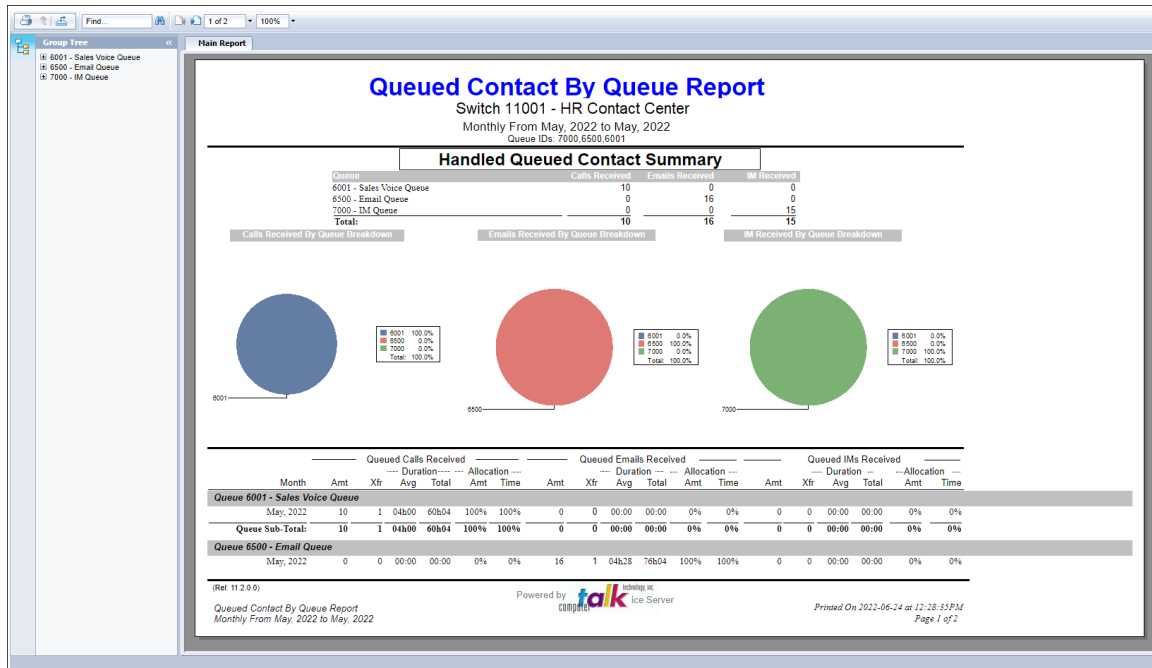 Find...
1 of 2
100%
Group Tree
«
6001 - Sales Voice Queue
6500 - Email Queue
7000 - IM Queue
Main Report
Queued Contact By Queue Report
Switch 11001 - HR Contact Center
Monthly From May, 2022 to May, 2022
Queue IDs: 7000,6500,6001
Handled Queued Contact Summary
Queue Calls Received Emails Received IM Received
6001 - Sales Voice Queue 10 0 0
6500 - Email Queue 0 16 0
7000 - IM Queue 0 0 15
Total: 10 16 15
Calls Received By Queue Breakdown Emails Received By Queue Breakdown IM Received By Queue Breakdown
6001 100.0%
6500 0.0%
7000 0.0%
Total: 100.0%
6001
6001 0.0%
6500 100.0%
7000 0.0%
Total: 100.0%
6500
6001 0.0%
6500 0.0%
7000 100.0%
Total: 100.0%
7000
Queued Calls Received Queued Emails Received Queued IMs Received
---- Duration---- --- Allocation --- --- Duration --- --- Allocation --- --- Duration --- ---Allocation ---
Month Amt Xfr Avg Total Amt Time Amt Xfr Avg Total Amt Time Amt Xfr Avg Total Amt Time
Queue 6001 - Sales Voice Queue
May, 2022 10 1 04h00 60h04 100% 100% 0 0 00:00 00:00 0% 0% 0 0 00:00 00:00 0% 0%
Queue Sub-Total: 10 1 04h00 60h04 100% 100% 0 0 00:00 00:00 0% 0% 0 0 00:00 00:00 0% 0%
Queue 6500 - Email Queue
May, 2022 0 0 00:00 00:00 0% 0% 16 1 04h28 76h04 100% 100% 0 0 00:00 00:00 0% 0%
(Rel: 11.2.0.0)
Powered by computer talk technology, inc. ice Server
Queued Contact By Queue Report
Monthly From May, 2022 to May, 2022
Printed On 2022-06-24 at 12:28:35PM
Page 1 of 2